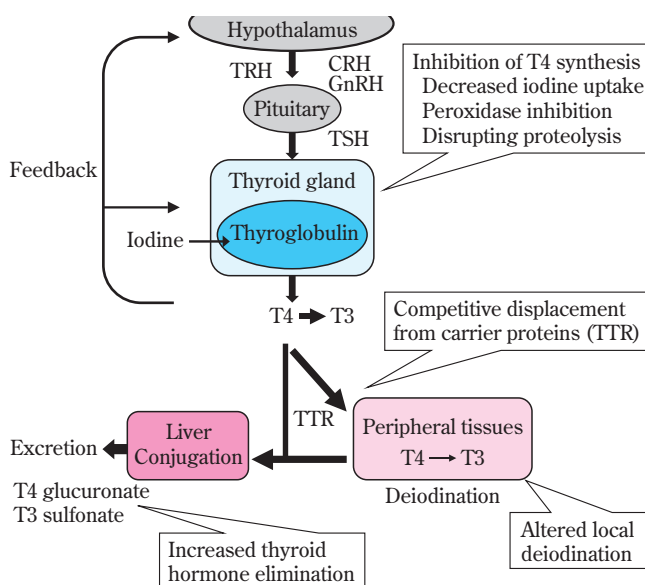 Hypothalamus
TRH
CRH
GnRH
Pituitary
TSH
Inhibition of T4 synthesis
Decreased iodine uptake
Peroxidase inhibition
Disrupting proteolysis
Feedback
Thyroid gland
Iodine
Thyroglobulin
T4
T3
Competitive displacement
from carrier proteins (TTR)
TTR
Peripheral tissues
T4
T3
Deiodination
Liver
Conjugation
Excretion
T4 glucuronate
T3 sulfonate
Increased thyroid
hormone elimination
Altered local
deiodination